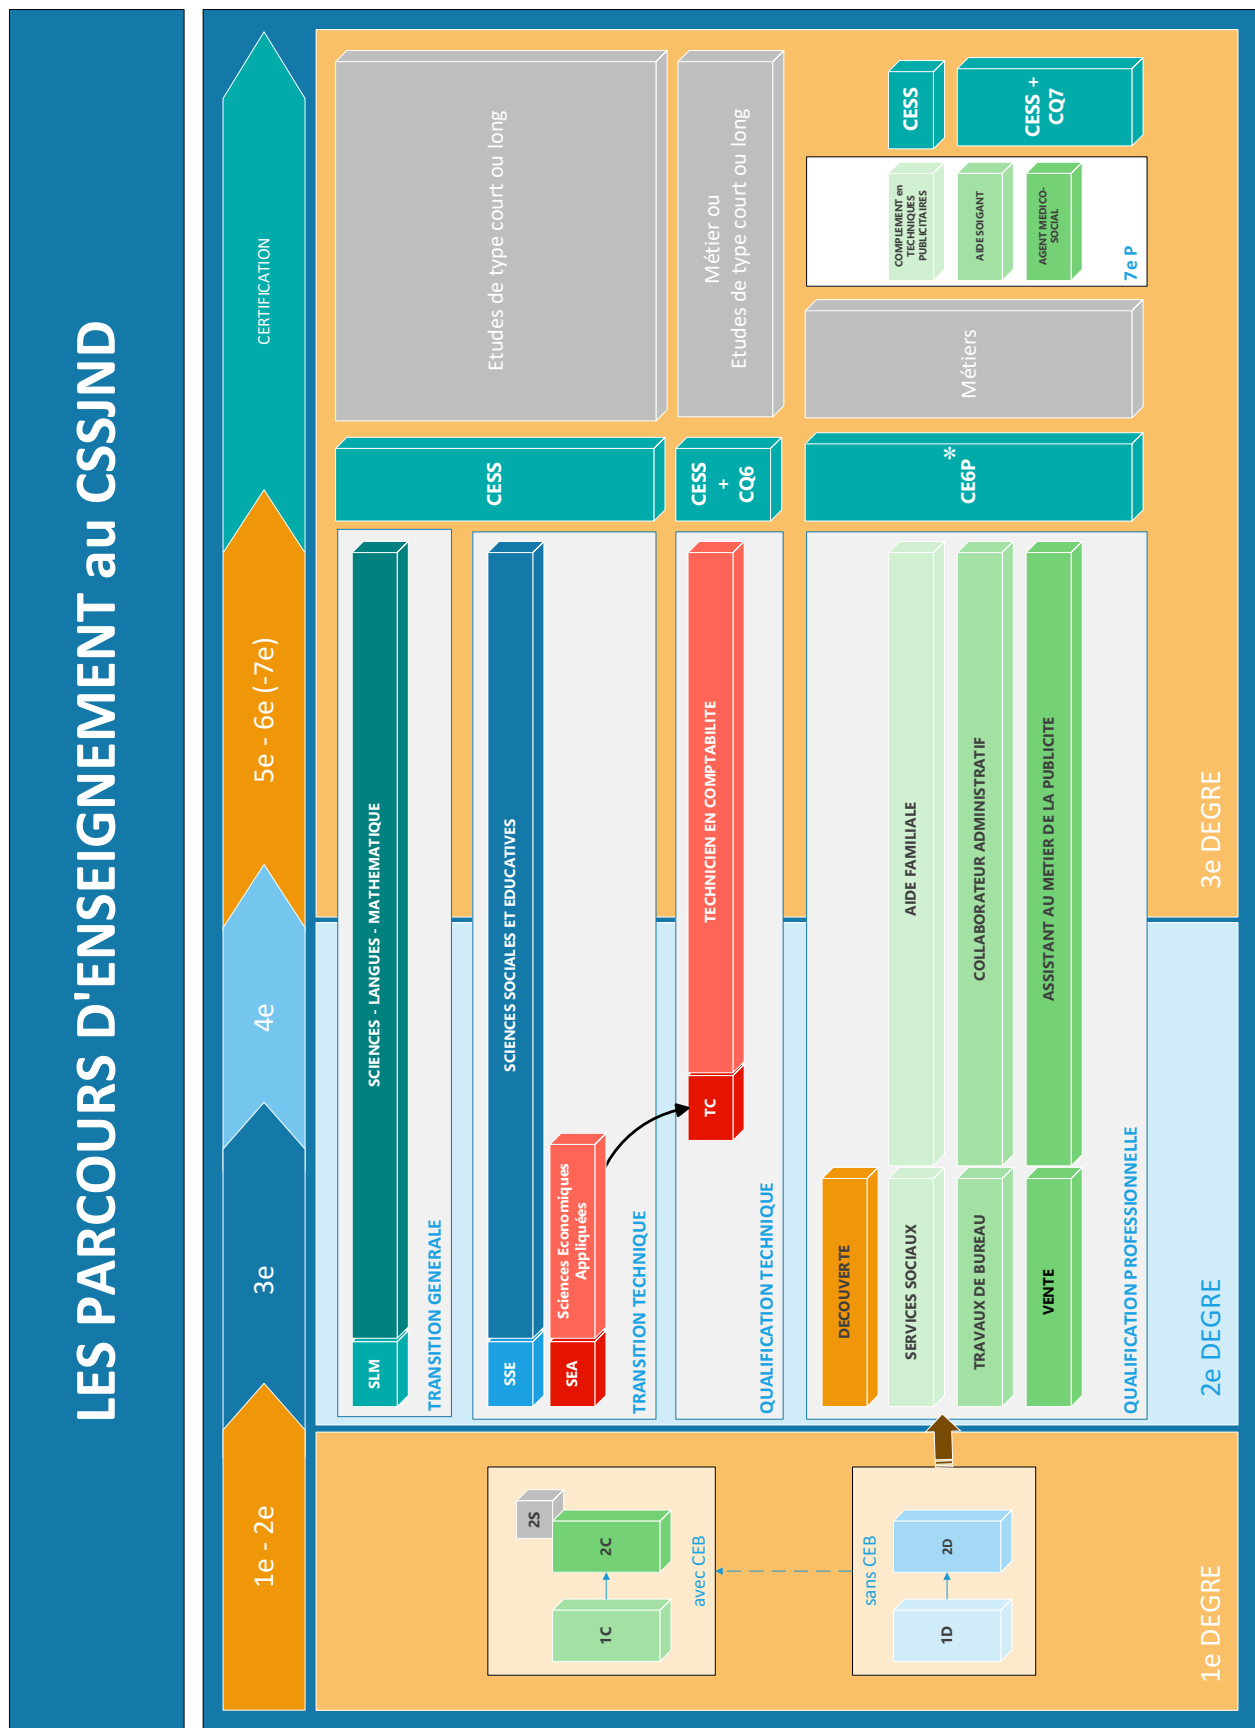 LES PARCOURS D'ENSEIGNEMENT au CSSJND
1e - 2e
3e
4e
5e - 6e (-7e)
CERTIFICATION
SLM
SCIENCES - LANGUES - MATHEMATIQUE
TRANSITION GENERALE
SSE
SCIENCES SOCIALES ET EDUCATIVES
SEA
Sciences Economiques
Appliquées
TRANSITION TECHNIQUE
CESS
Etudes de type court ou long
TC
TECHNICIEN EN COMPTABILITE
QUALIFICATION TECHNIQUE
CESS
+
CQ6
Métier ou
Etudes de type court ou long
DECOUVERTE
SERVICES SOCIAUX
AIDE FAMILIALE
TRAVAUX DE BUREAU
COLLABORATEUR ADMINISTRATIF
VENTE
ASSISTANT AU METIER DE LA PUBLICITE
QUALIFICATION PROFESSIONNELLE
CE6P
*
Métiers
COMPLEMENT en
TECHNIQUES
PUBLICITAIRES
AIDE SOIGANT
AGENT MEDICO-
SOCIAL
7e P
CESS
CESS +
CQ7
2S
1C
2C
avec CEB
sans CEB
1D
2D
1e DEGRE
2e DEGRE
3e DEGRE